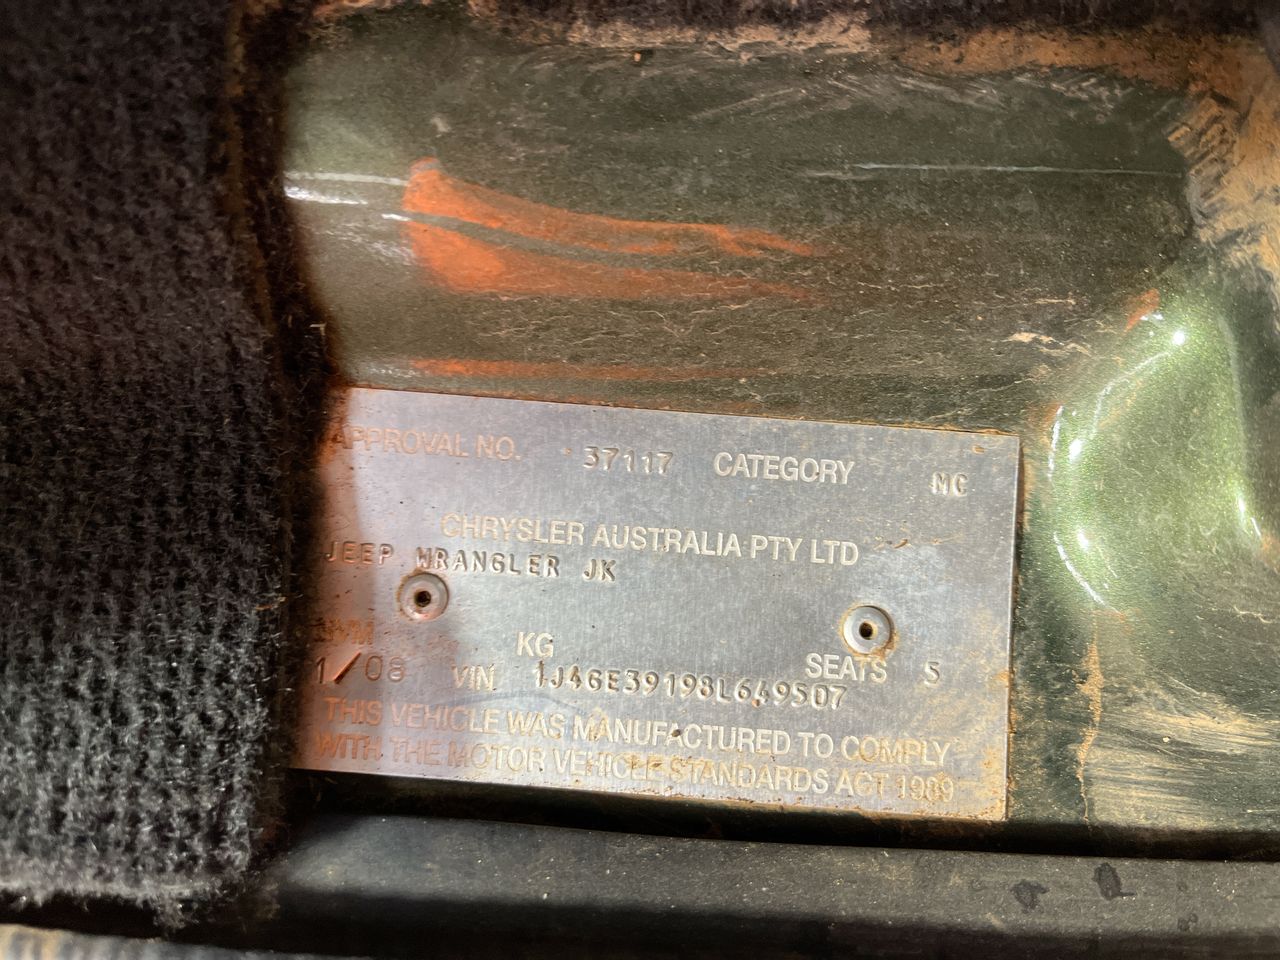 APPROVAL NO. 37117 CATEGORY MC
CHRYSLER AUSTRALIA PTY LTD
JEEP WRANGLER JK
GVM KG SEATS 5
1/08 VIN 1J4GE39198L649507
THIS VEHICLE WAS MANUFACTURED TO COMPLY
WITH THE MOTOR VEHICLE STANDARDS ACT 1989